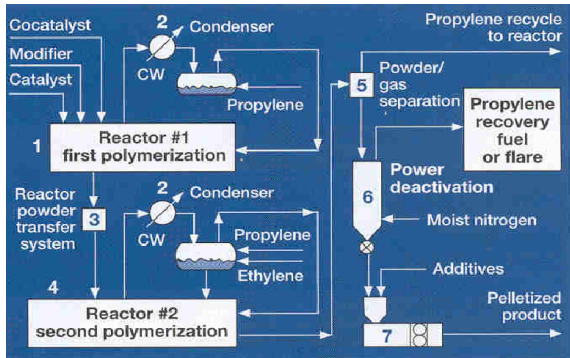 Cocatalyst
Modifier
Catalyst
2
Condenser
CW
Propylene
1
Reactor #1
first polymerization
Reactor
powder
transfer
system
3
2
Condenser
CW
Propylene
Ethylene
4
Reactor #2
second polymerization
Propylene recycle
to reactor
5
Powder/
gas
separation
Propylene
recovery
fuel
or flare
Power
deactivation
6
Moist nitrogen
Additives
7
Pelletized
product